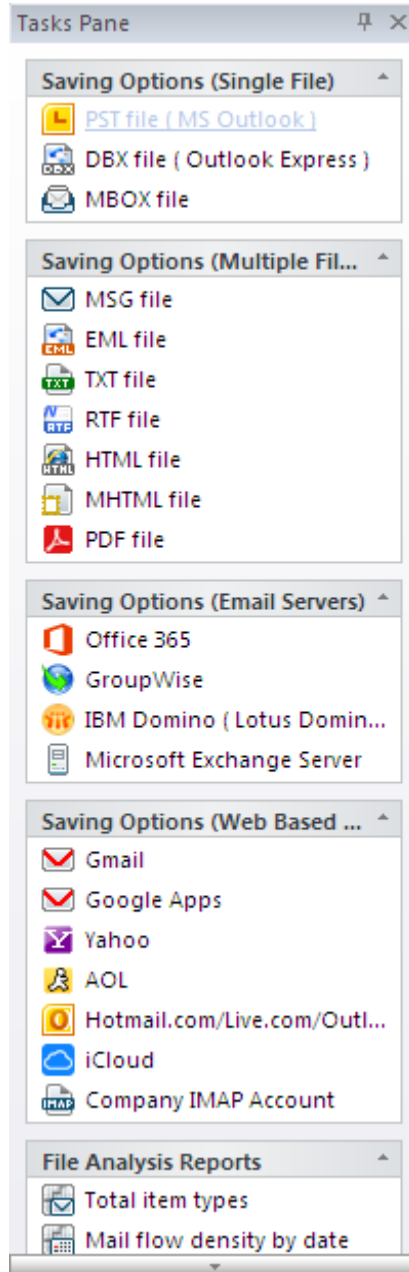 Tasks Pane
Saving Options (Single File)
PST file ( MS Outlook )
DBX file ( Outlook Express )
MBOX file
Saving Options (Multiple Fil...
MSG file
EML file
TXT file
RTF file
HTML file
MHTML file
PDF file
Saving Options (Email Servers)
Office 365
GroupWise
IBM Domino ( Lotus Domin...
Microsoft Exchange Server
Saving Options (Web Based ...
Gmail
Google Apps
Yahoo
AOL
Hotmail.com/Live.com/Outl...
iCloud
Company IMAP Account
File Analysis Reports
Total item types
Mail flow density by date